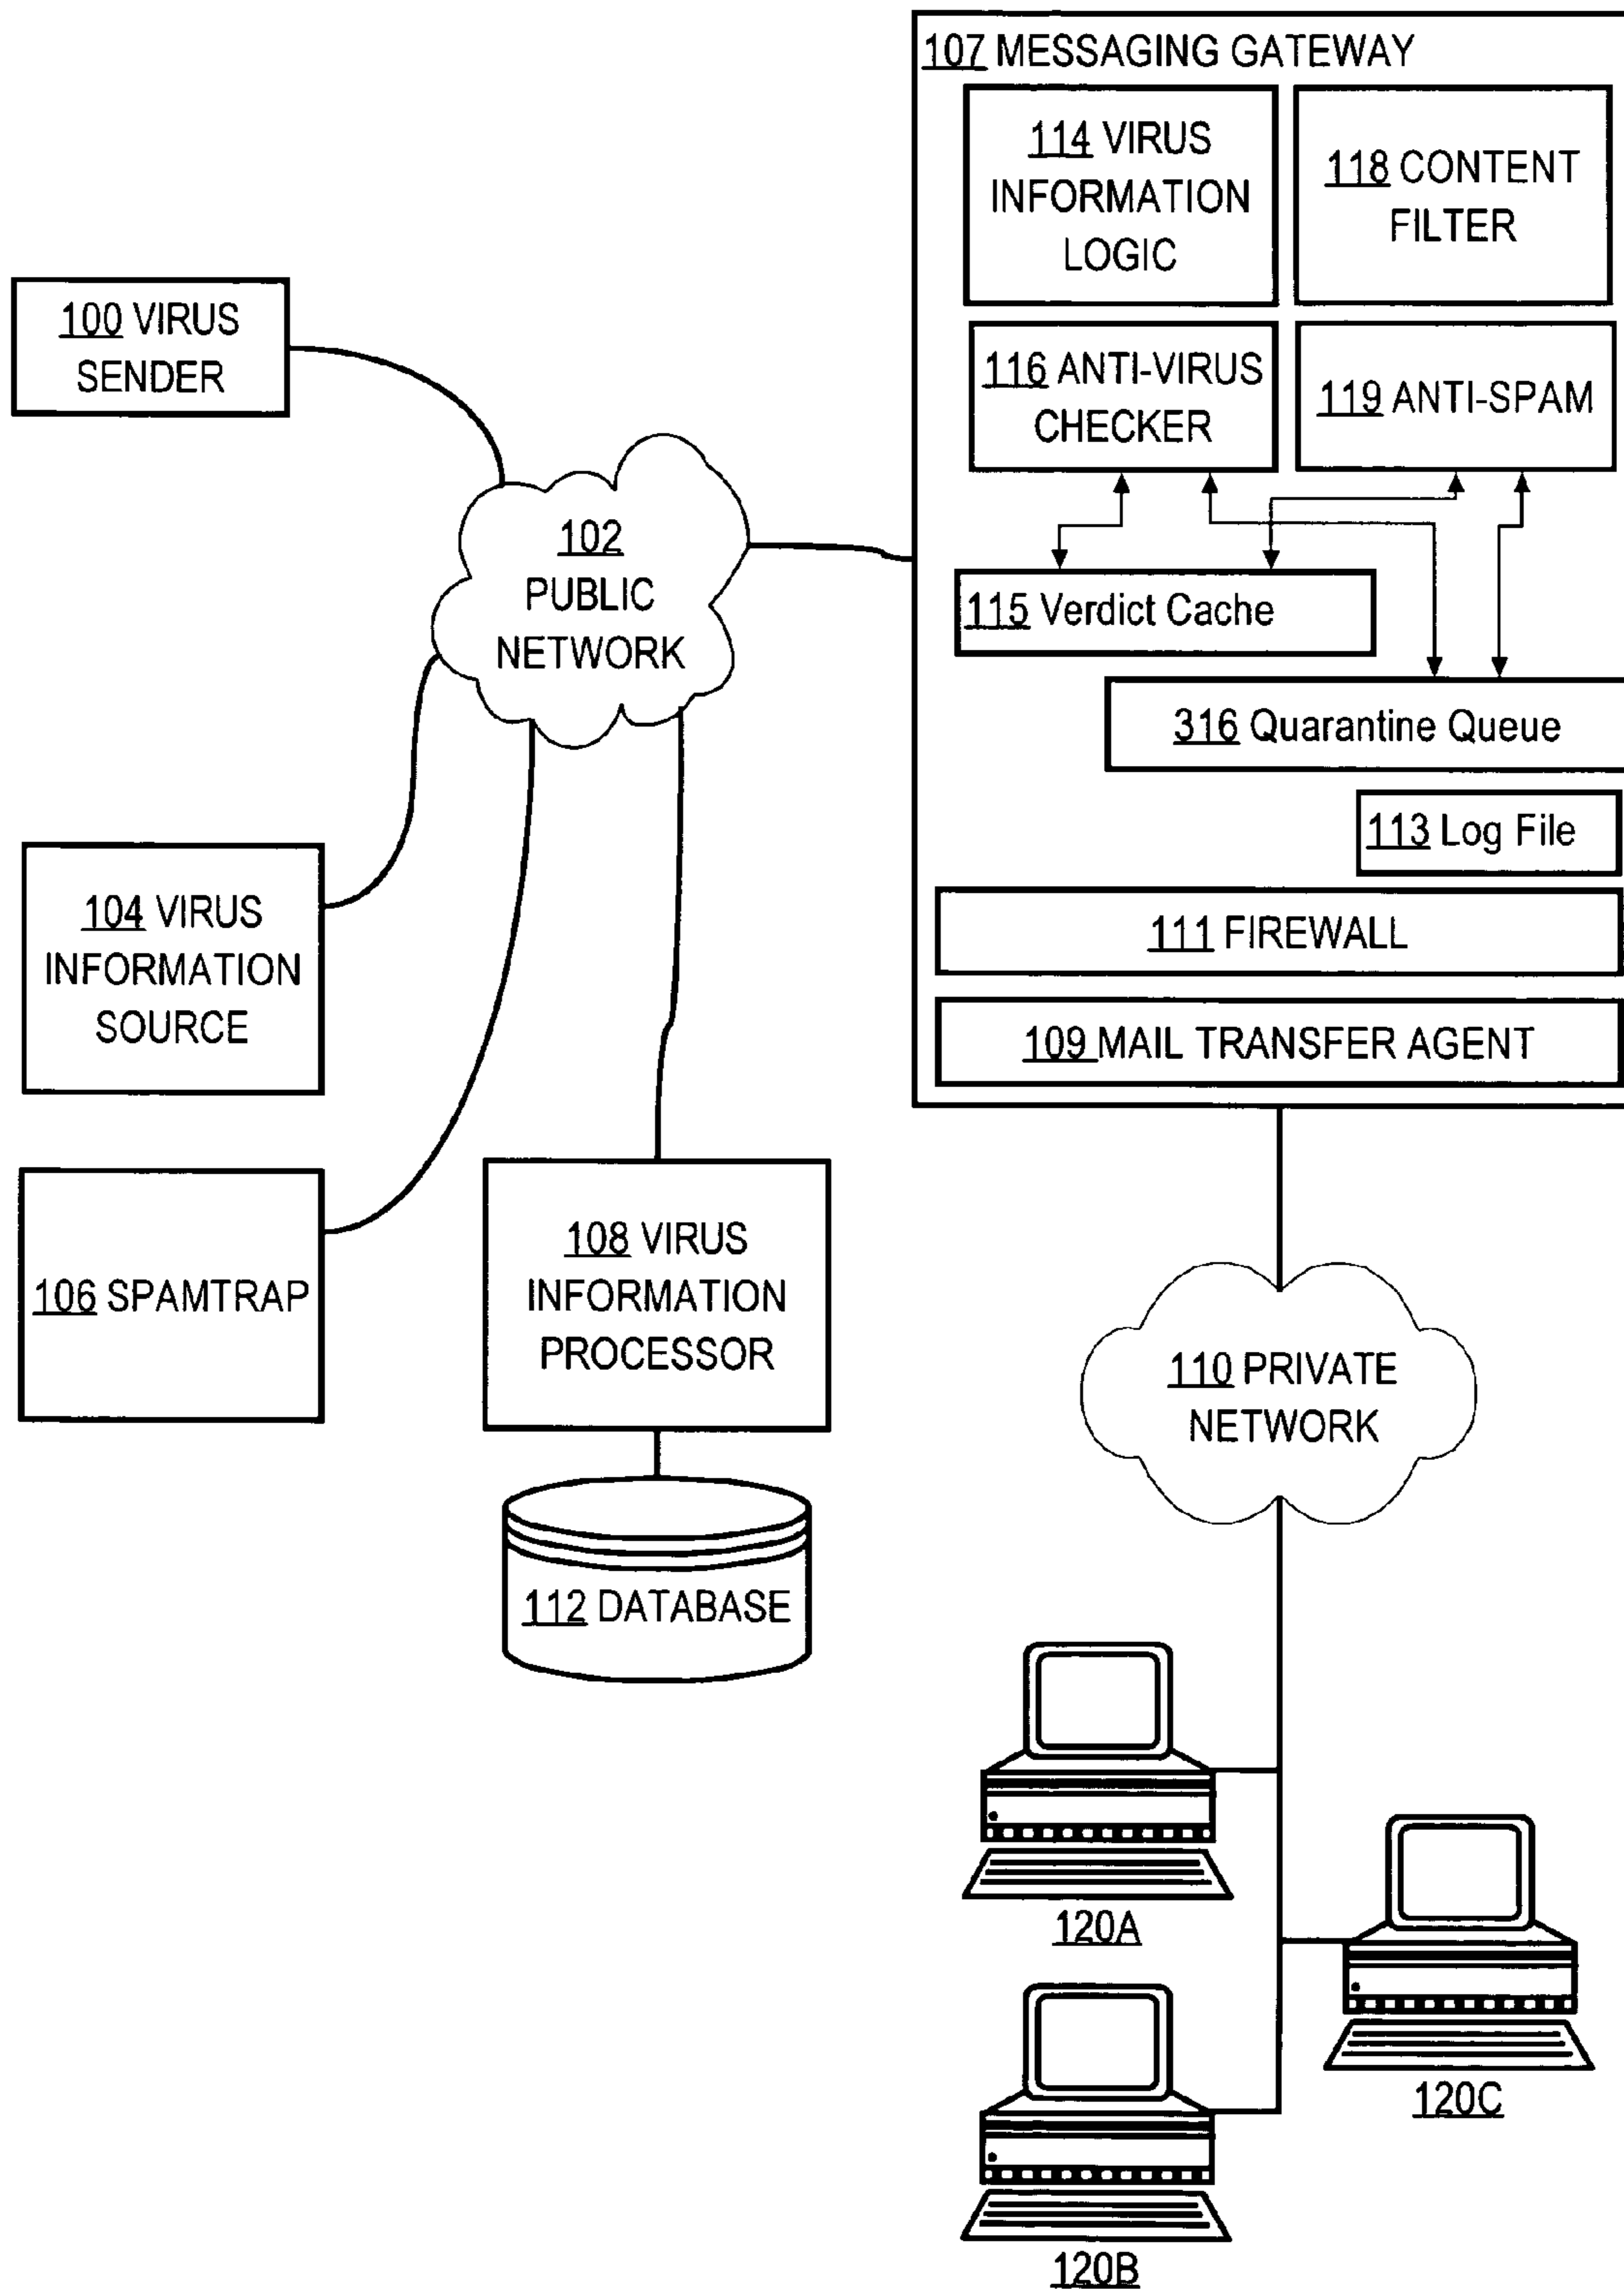 107 MESSAGING GATEWAY
114 VIRUS
INFORMATION
LOGIC
118 CONTENT
FILTER
100 VIRUS
SENDER
116 ANTI-VIRUS
CHECKER
119 ANTI-SPAM
102
PUBLIC
NETWORK
115 Verdict Cache
316 Quarantine Queue
113 Log File
104 VIRUS
INFORMATION
SOURCE
111 FIREWALL
109 MAIL TRANSFER AGENT
106 SPAMTRAP
108 VIRUS
INFORMATION
PROCESSOR
110 PRIVATE
NETWORK
112 DATABASE
120A
120C
120B